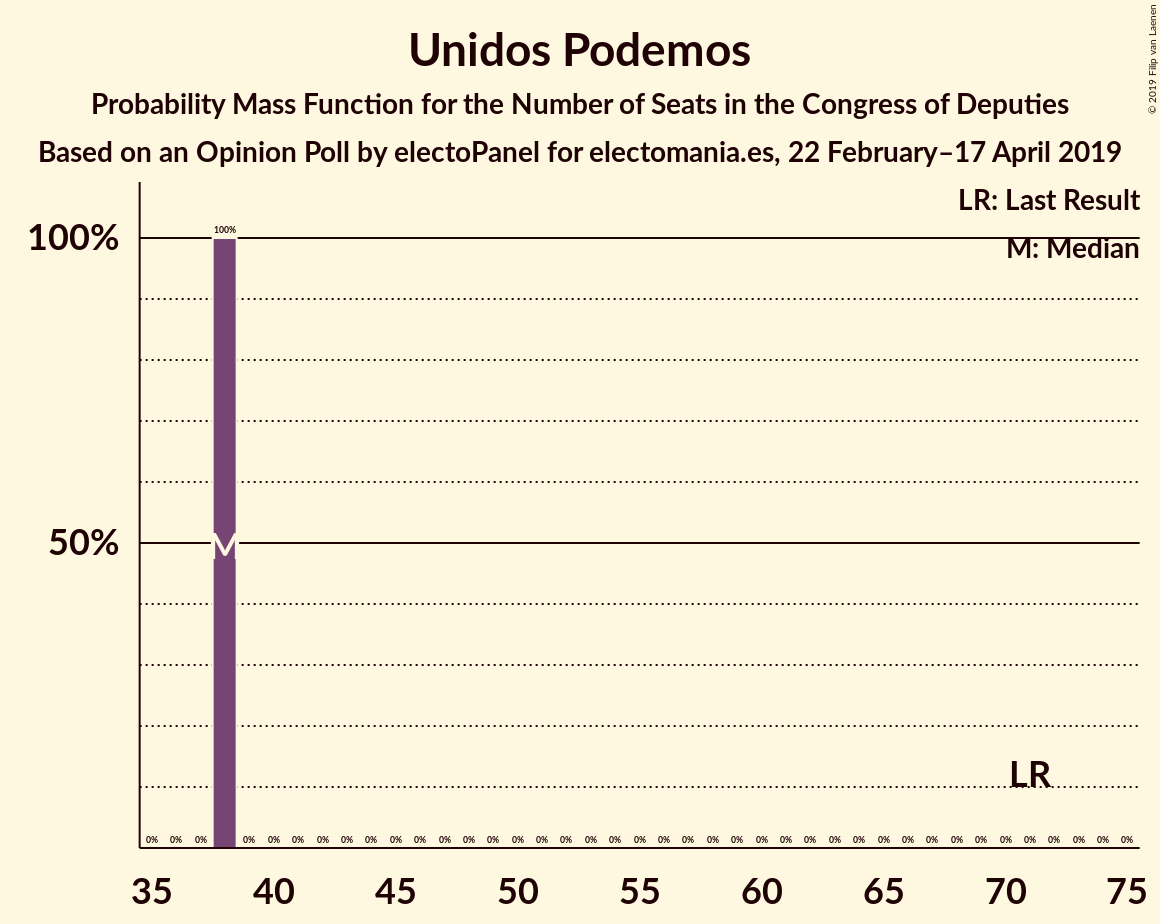 Unidos Podemos
Probability Mass Function for the Number of Seats in the Congress of Deputies
Based on an Opinion Poll by electoPanel for electomania.es, 22 February–17 April 2019
© 2019 Filip van Laenen
LR: Last Result
M: Median
100%
50%
100%
M
LR
0% 0% 0% 0% 0% 0% 0% 0% 0% 0% 0% 0% 0% 0% 0% 0% 0% 0% 0% 0% 0% 0% 0% 0% 0% 0% 0% 0% 0% 0% 0% 0% 0% 0% 0% 0% 0% 0% 0% 0%
35 40 45 50 55 60 65 70 75